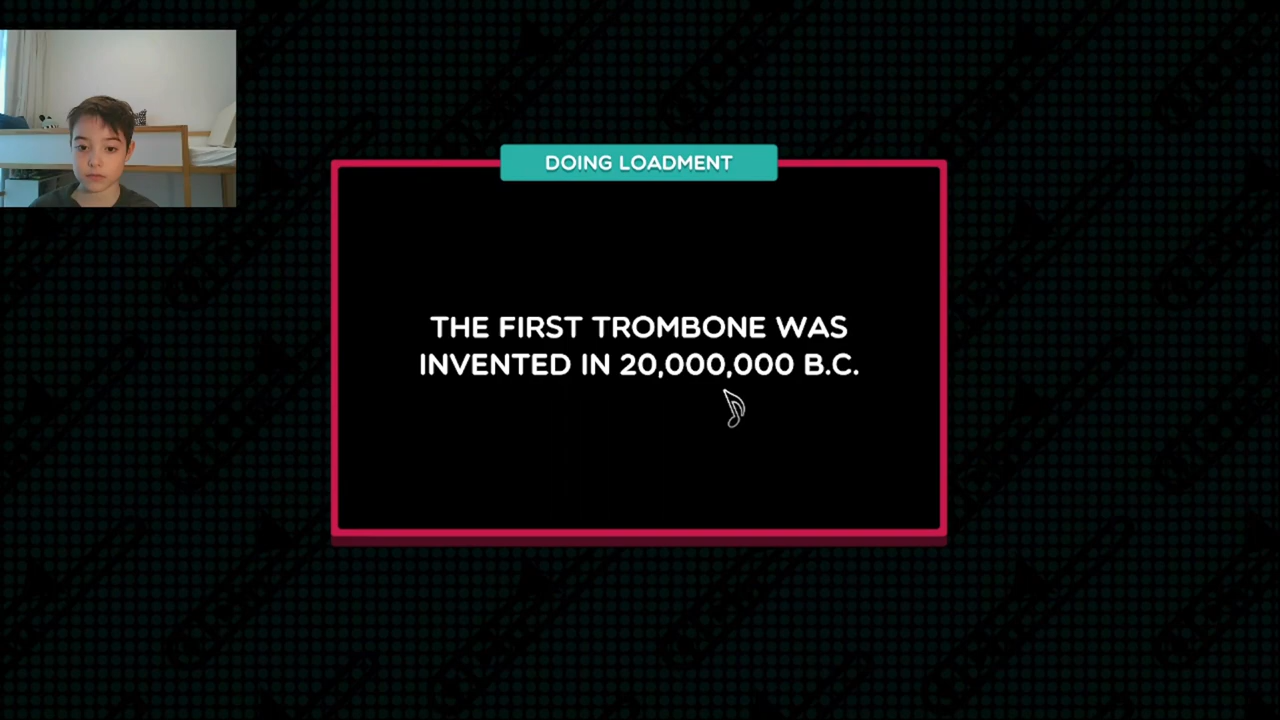 DOING LOADMENT
THE FIRST TROMBONE WAS
INVENTED IN 20,000,000 B.C.